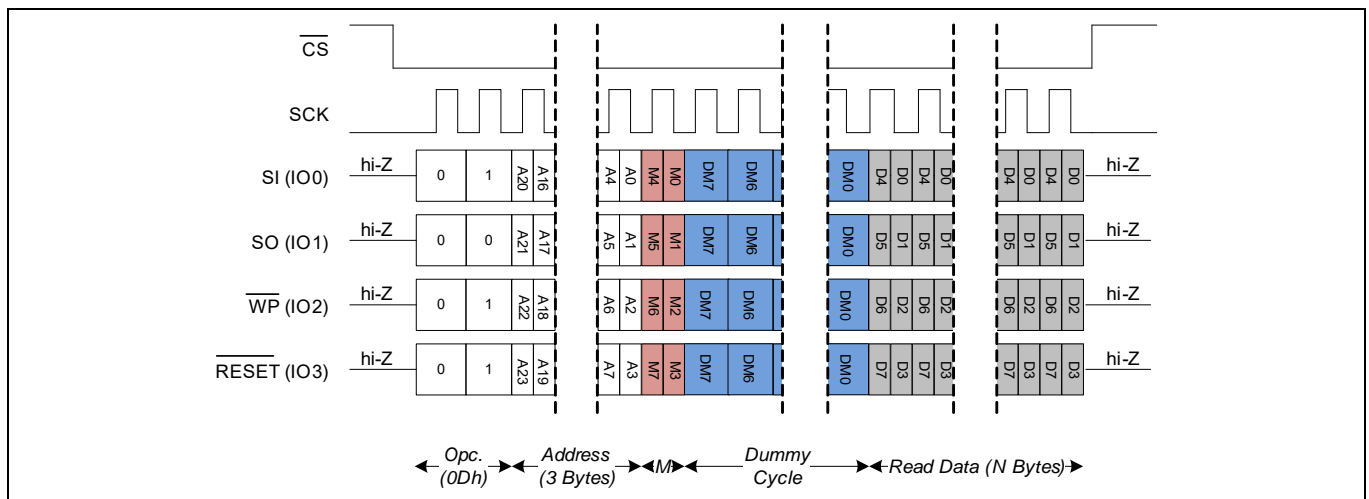 CS
SCK
SI (IO0) hi-Z 0 1 A20 A16 A4 A0 M4 M0 DM7 DM6 DM0 D4 D0 D4 D0 D4 D0 D4 D0 hi-Z
SO (IO1) hi-Z 0 0 A21 A17 A5 A1 M5 M1 DM7 DM6 DM0 D5 D1 D5 D1 D5 D1 D5 D1 hi-Z
WP (IO2) hi-Z 0 1 A22 A18 A6 A2 M6 M2 DM7 DM6 DM0 D6 D2 D6 D2 D6 D2 D6 D2 hi-Z
RESET (IO3) hi-Z 0 1 A23 A19 A7 A3 M7 M3 DM7 DM6 DM0 D7 D3 D7 D3 D7 D3 D7 D3 hi-Z
Opc. Address M Dummy Read Data (N Bytes)
(0Dh) (3 Bytes) Cycle